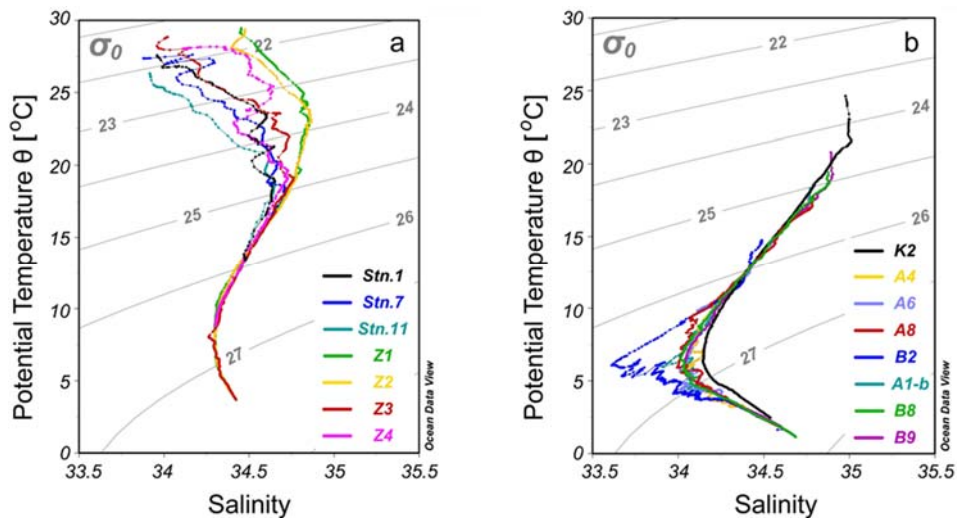 σ0
a
22
23
24
25
26
27
30
25
20
15
10
5
0
33.5
34
34.5
35
35.5
Potential Temperature θ [°C]
Salinity
Stn.1
Stn.7
Stn.11
Z1
Z2
Z3
Z4
Ocean Data View
σ0
b
22
23
24
25
26
27
30
25
20
15
10
5
0
33.5
34
34.5
35
35.5
Potential Temperature θ [°C]
Salinity
K2
A4
A6
A8
B2
A1-b
B8
B9
Ocean Data View